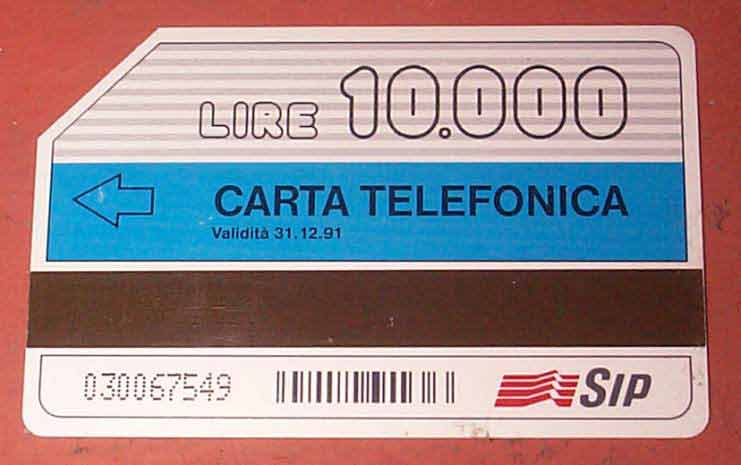 LIRE 10.000
CARTA TELEFONICA
Validità 31.12.91
030067549
SIP